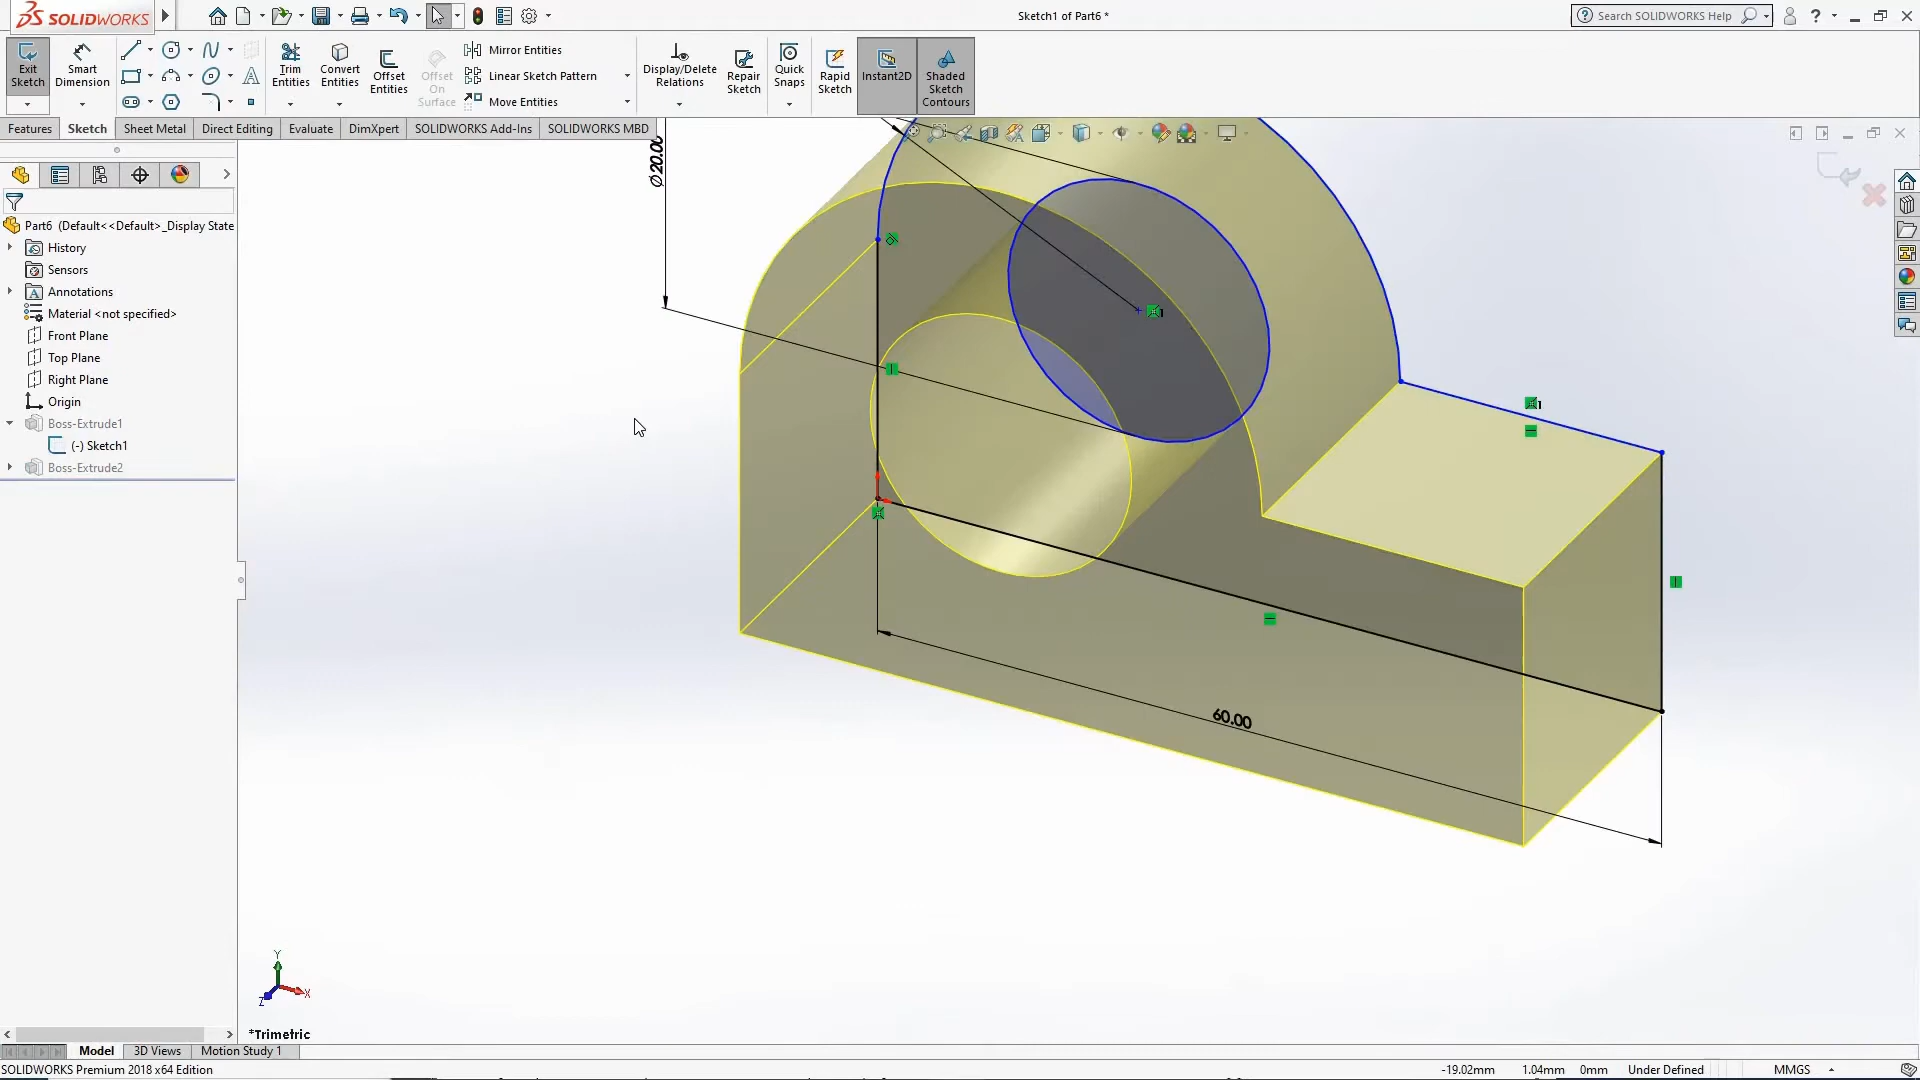 SOLIDWORKS
Sketch1 of Part6 *
Search SOLIDWORKS Help
Exit Sketch
Smart Dimension
Trim Entities
Convert Entities
Offset Entities
Offset On Surface
Mirror Entities
Linear Sketch Pattern
Move Entities
Display/Delete Relations
Repair Sketch
Quick Snaps
Rapid Sketch
Instant2D
Shaded Sketch Contours
Features Sketch Sheet Metal Direct Editing Evaluate DimXpert SOLIDWORKS Add-Ins SOLIDWORKS MBD
Part6 (Default<<Default>_Display State
History
Sensors
Annotations
Material <not specified>
Front Plane
Top Plane
Right Plane
Origin
Boss-Extrude1
(-) Sketch1
Boss-Extrude2
∅20.00
1
1
60.00
Y
X
Z
*Trimetric
Model 3D Views Motion Study 1
SOLIDWORKS Premium 2018 x64 Edition
-19.02mm 1.04mm 0mm Under Defined MMGS